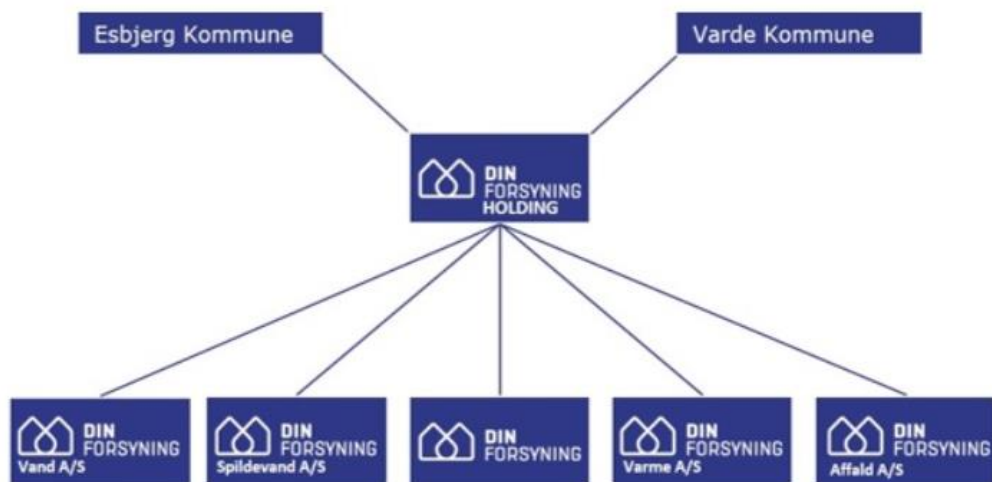 Esbjerg Kommune
Varde Kommune
DIN
FORSYNING
HOLDING
DIN
FORSYNING
Vand A/S
DIN
FORSYNING
Spildevand A/S
DIN
FORSYNING
DIN
FORSYNING
Varme A/S
DIN
FORSYNING
Affald A/S